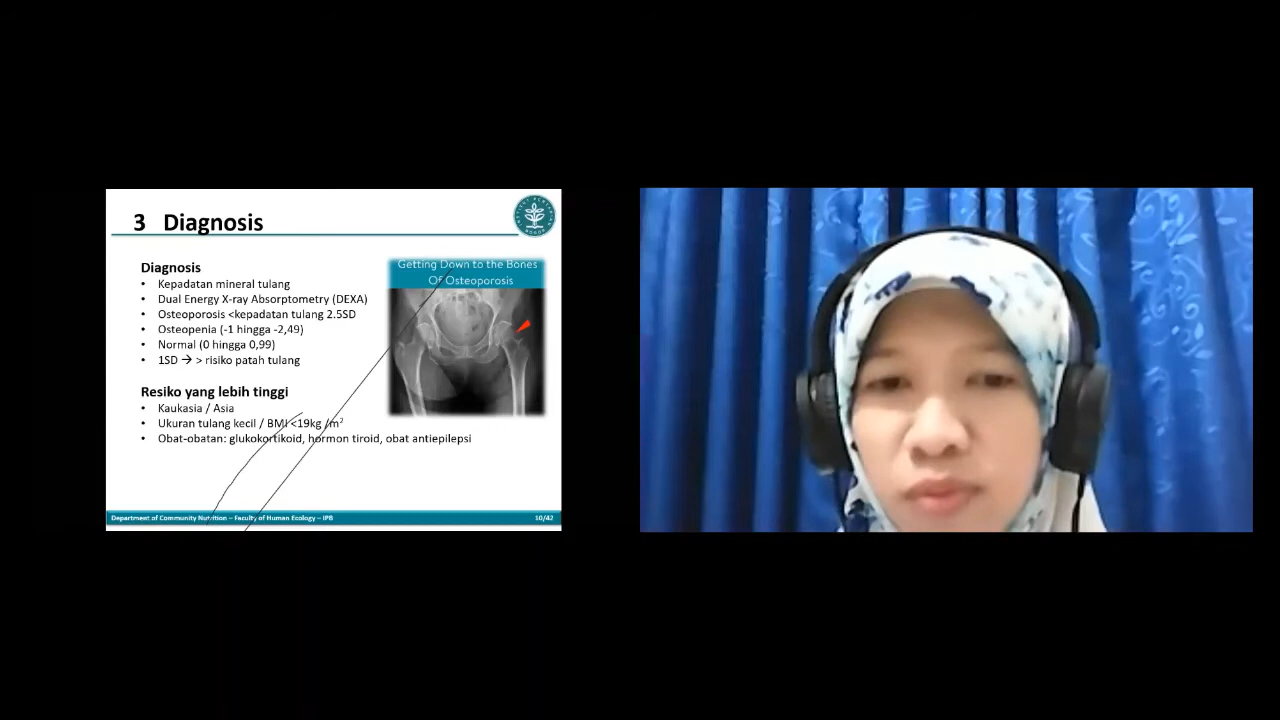 3 Diagnosis
Diagnosis
• Kepadatan mineral tulang
• Dual Energy X-ray Absorptometry (DEXA)
• Osteoporosis <kepadatan tulang 2.5SD
• Osteopenia (-1 hingga -2,49)
• Normal (0 hingga 0,99)
• 1SD → > risiko patah tulang
Getting Down to the Bones
Of Osteoporosis
Resiko yang lebih tinggi
• Kaukasia / Asia
• Ukuran tulang kecil / BMI <19kg /m²
• Obat-obatan: glukokortikoid, hormon tiroid, obat antiepilepsi
Department of Community Nutrition – Faculty of Human Ecology – IPB
10/42